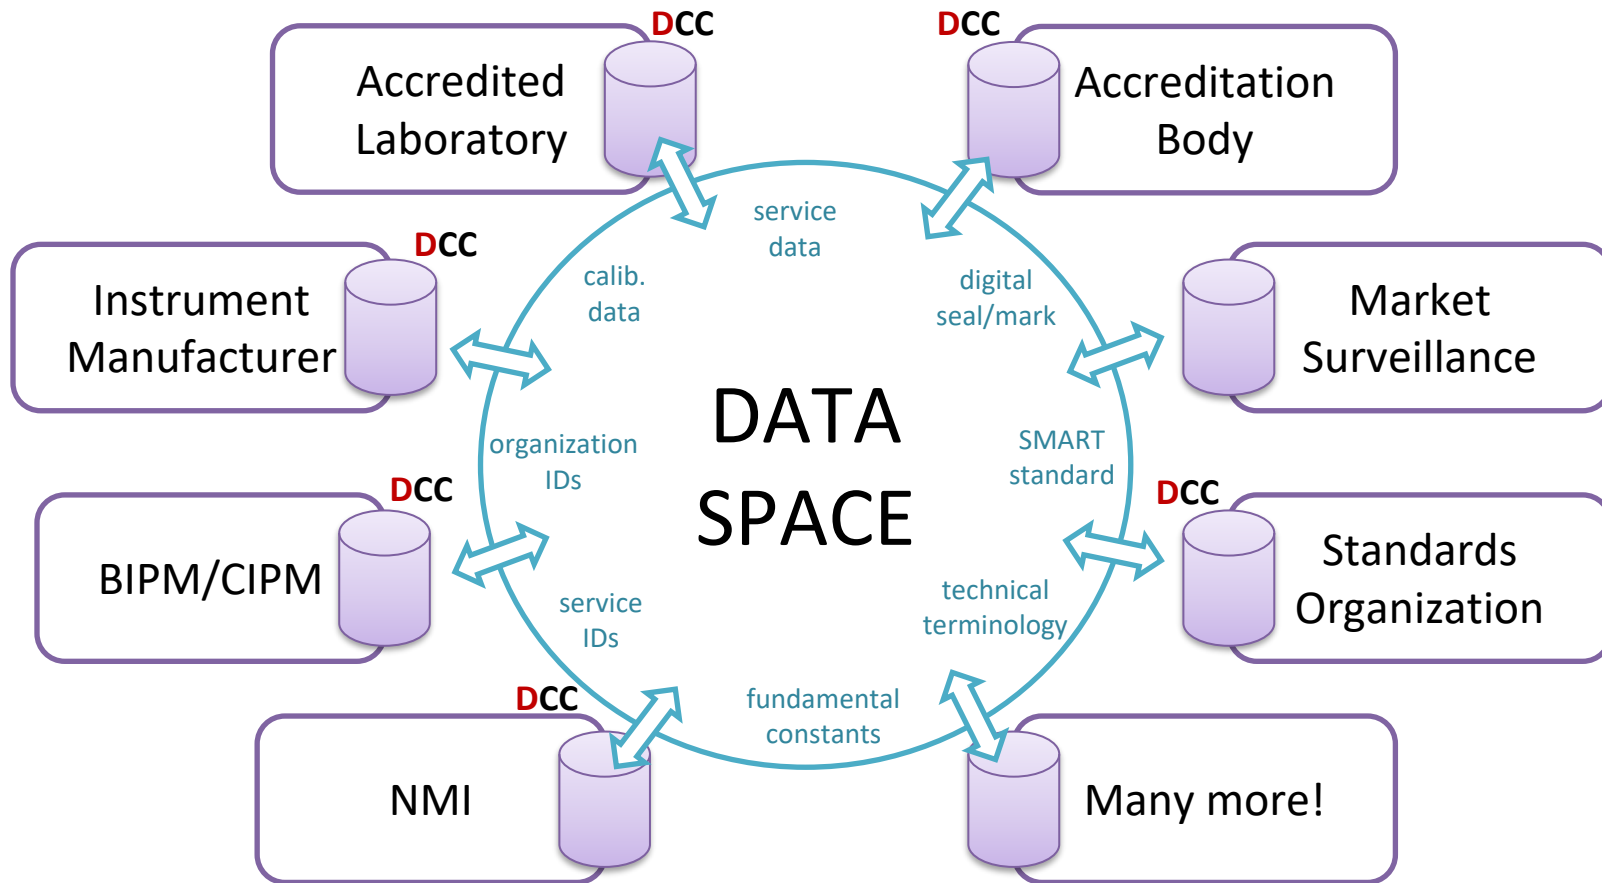 DCC
DCC
Accredited
Laboratory
Accreditation
Body
service
data
DCC
calib.
data
digital
seal/mark
Instrument
Manufacturer
Market
Surveillance
DATA
SPACE
organization
IDs
SMART
standard
DCC
DCC
BIPM/CIPM
Standards
Organization
service
IDs
technical
terminology
DCC
fundamental
constants
NMI
Many more!